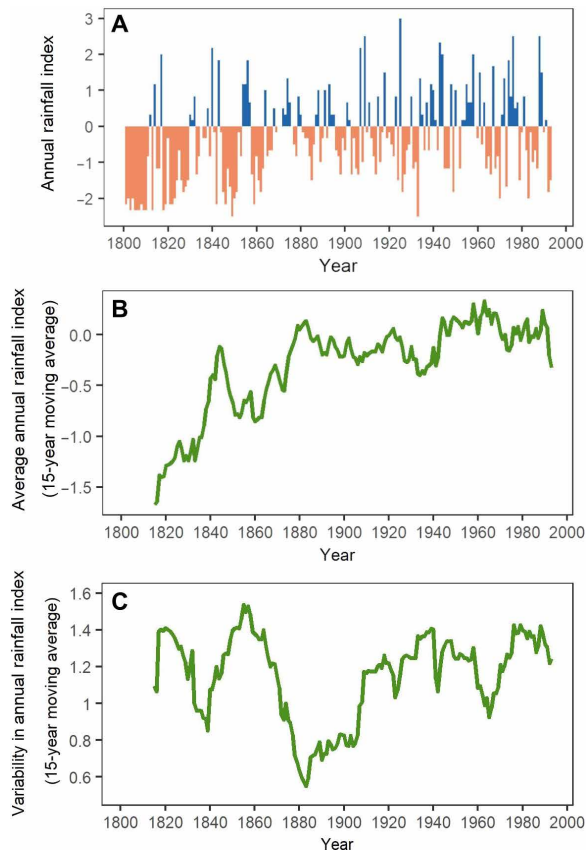 A
Annual rainfall index
3
2
1
0
−1
−2
1800 1820 1840 1860 1880 1900 1920 1940 1960 1980 2000
Year
B
Average annual rainfall index
(15-year moving average)
0.0
−0.5
−1.0
−1.5
1800 1820 1840 1860 1880 1900 1920 1940 1960 1980 2000
Year
C
Variability in annual rainfall index
(15-year moving average)
1.6
1.4
1.2
1
0.8
0.6
1800 1820 1840 1860 1880 1900 1920 1940 1960 1980 2000
Year